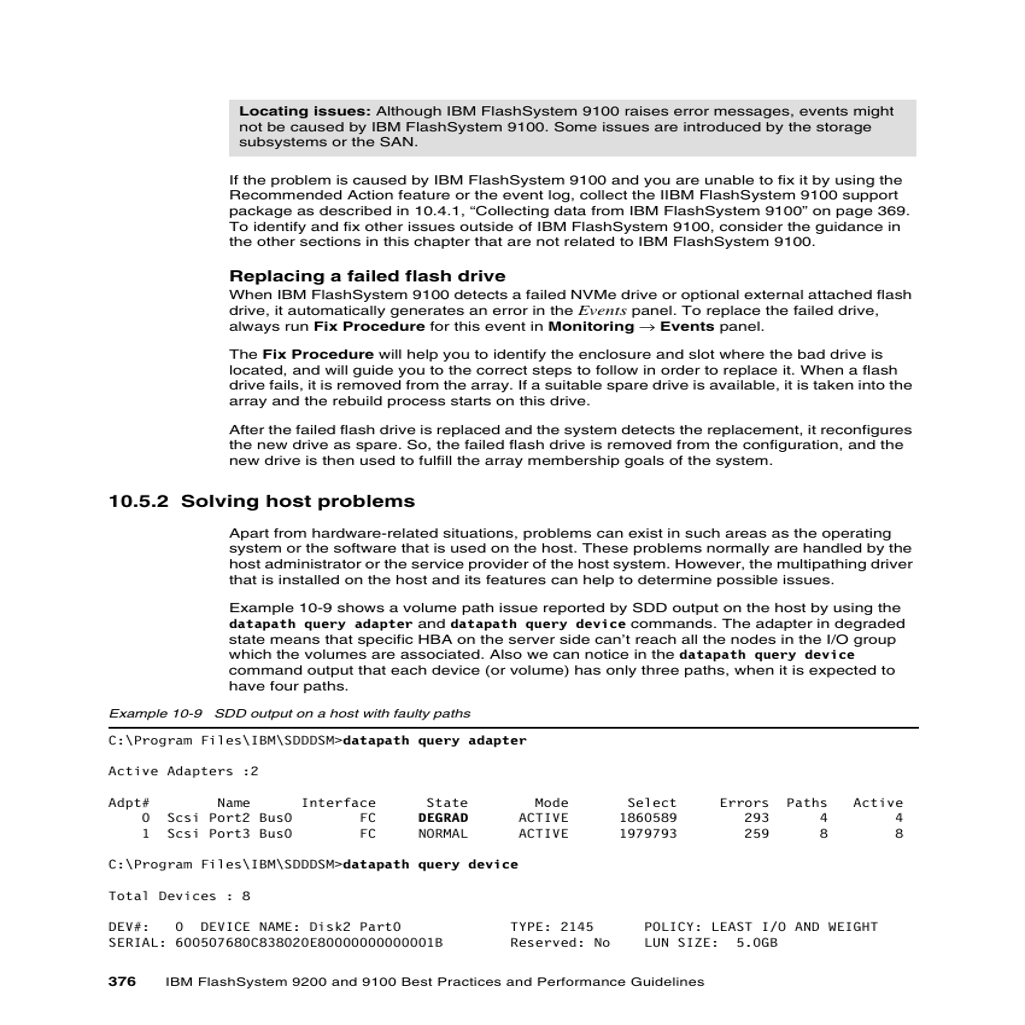 Locating issues: Although IBM FlashSystem 9100 raises error messages, events might
not be caused by IBM FlashSystem 9100. Some issues are introduced by the storage
subsystems or the SAN.
If the problem is caused by IBM FlashSystem 9100 and you are unable to fix it by using the
Recommended Action feature or the event log, collect the IIBM FlashSystem 9100 support
package as described in 10.4.1, “Collecting data from IBM FlashSystem 9100” on page 369.
To identify and fix other issues outside of IBM FlashSystem 9100, consider the guidance in
the other sections in this chapter that are not related to IBM FlashSystem 9100.
Replacing a failed flash drive
When IBM FlashSystem 9100 detects a failed NVMe drive or optional external attached flash
drive, it automatically generates an error in the Events panel. To replace the failed drive,
always run Fix Procedure for this event in Monitoring → Events panel.
The Fix Procedure will help you to identify the enclosure and slot where the bad drive is
located, and will guide you to the correct steps to follow in order to replace it. When a flash
drive fails, it is removed from the array. If a suitable spare drive is available, it is taken into the
array and the rebuild process starts on this drive.
After the failed flash drive is replaced and the system detects the replacement, it reconfigures
the new drive as spare. So, the failed flash drive is removed from the configuration, and the
new drive is then used to fulfill the array membership goals of the system.
10.5.2 Solving host problems
Apart from hardware-related situations, problems can exist in such areas as the operating
system or the software that is used on the host. These problems normally are handled by the
host administrator or the service provider of the host system. However, the multipathing driver
that is installed on the host and its features can help to determine possible issues.
Example 10-9 shows a volume path issue reported by SDD output on the host by using the
datapath query adapter and datapath query device commands. The adapter in degraded
state means that specific HBA on the server side can’t reach all the nodes in the I/O group
which the volumes are associated. Also we can notice in the datapath query device
command output that each device (or volume) has only three paths, when it is expected to
have four paths.
Example 10-9 SDD output on a host with faulty paths
C:\Program Files\IBM\SDDDSM>datapath query adapter
Active Adapters :2
Adpt# Name Interface State Mode Select Errors Paths Active
0 Scsi Port2 Bus0 FC DEGRAD ACTIVE 1860589 293 4 4
1 Scsi Port3 Bus0 FC NORMAL ACTIVE 1979793 259 8 8
C:\Program Files\IBM\SDDDSM>datapath query device
Total Devices : 8
DEV#: 0 DEVICE NAME: Disk2 Part0 TYPE: 2145 POLICY: LEAST I/O AND WEIGHT
SERIAL: 600507680C838020E80000000000001B Reserved: No LUN SIZE: 5.0GB
376 IBM FlashSystem 9200 and 9100 Best Practices and Performance Guidelines